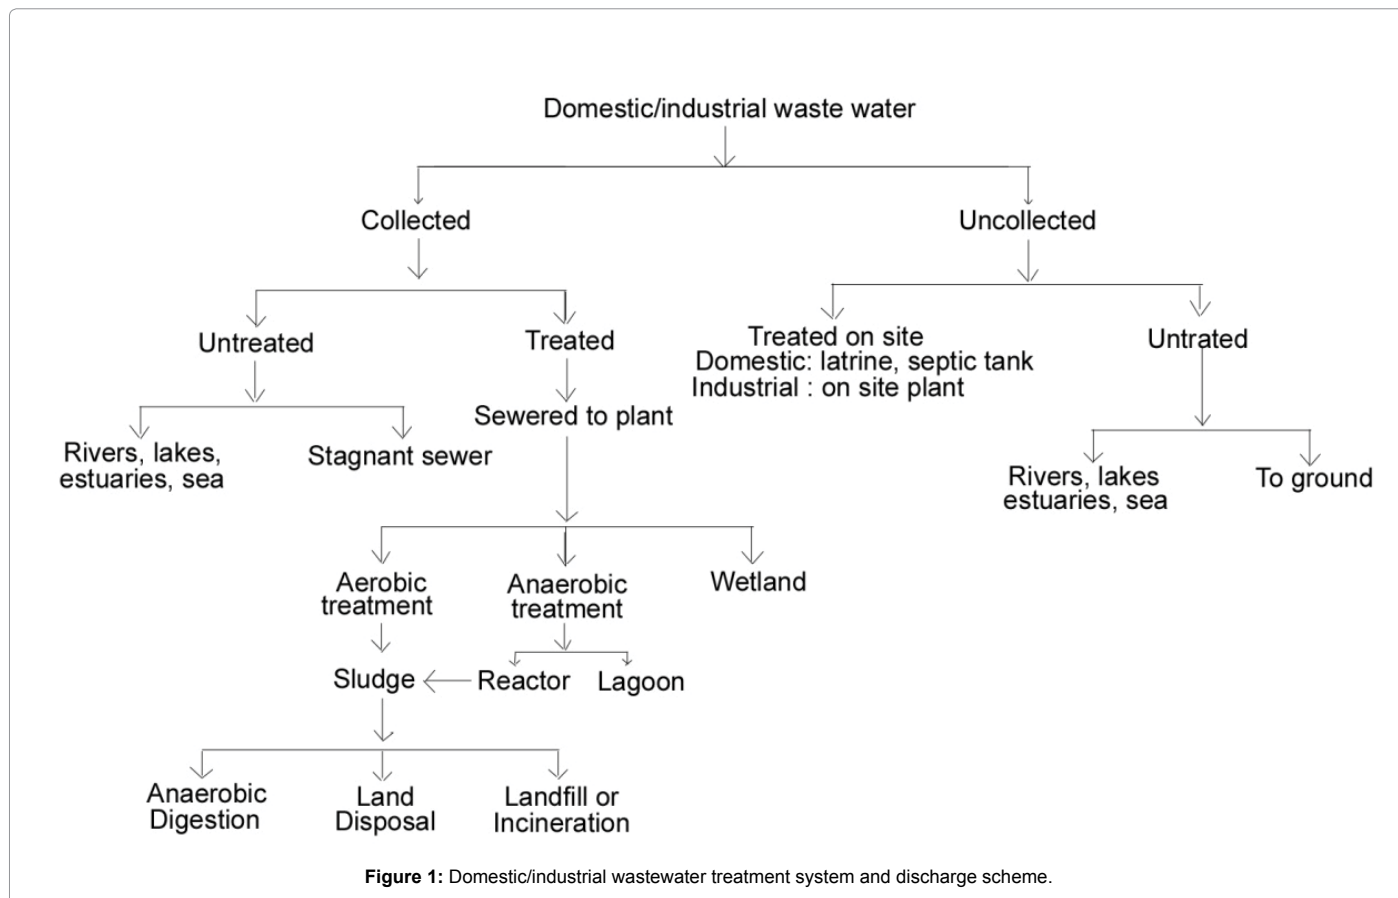 Domestic/industrial waste water
Collected
Uncollected
Untreated
Treated
Treated on site
Domestic: latrine, septic tank
Industrial : on site plant
Untrated
Sewered to plant
Rivers, lakes,
estuaries, sea
Stagnant sewer
Rivers, lakes
estuaries, sea
To ground
Aerobic
treatment
Anaerobic
treatment
Wetland
Sludge
Reactor
Lagoon
Anaerobic
Digestion
Land
Disposal
Landfill or
Incineration
Figure 1: Domestic/industrial wastewater treatment system and discharge scheme.